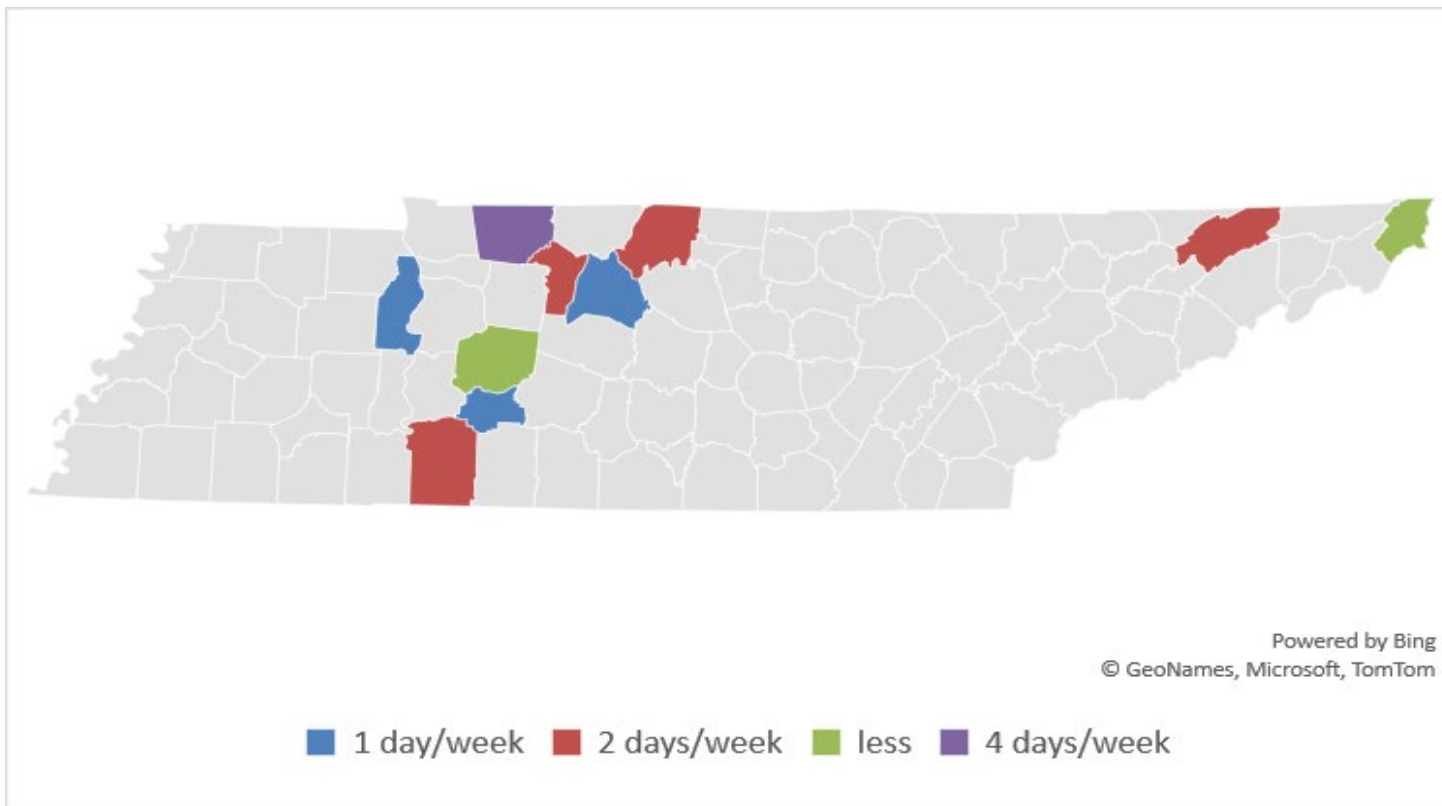 Powered by Bing
© GeoNames, Microsoft, TomTom
1 day/week 2 days/week less 4 days/week